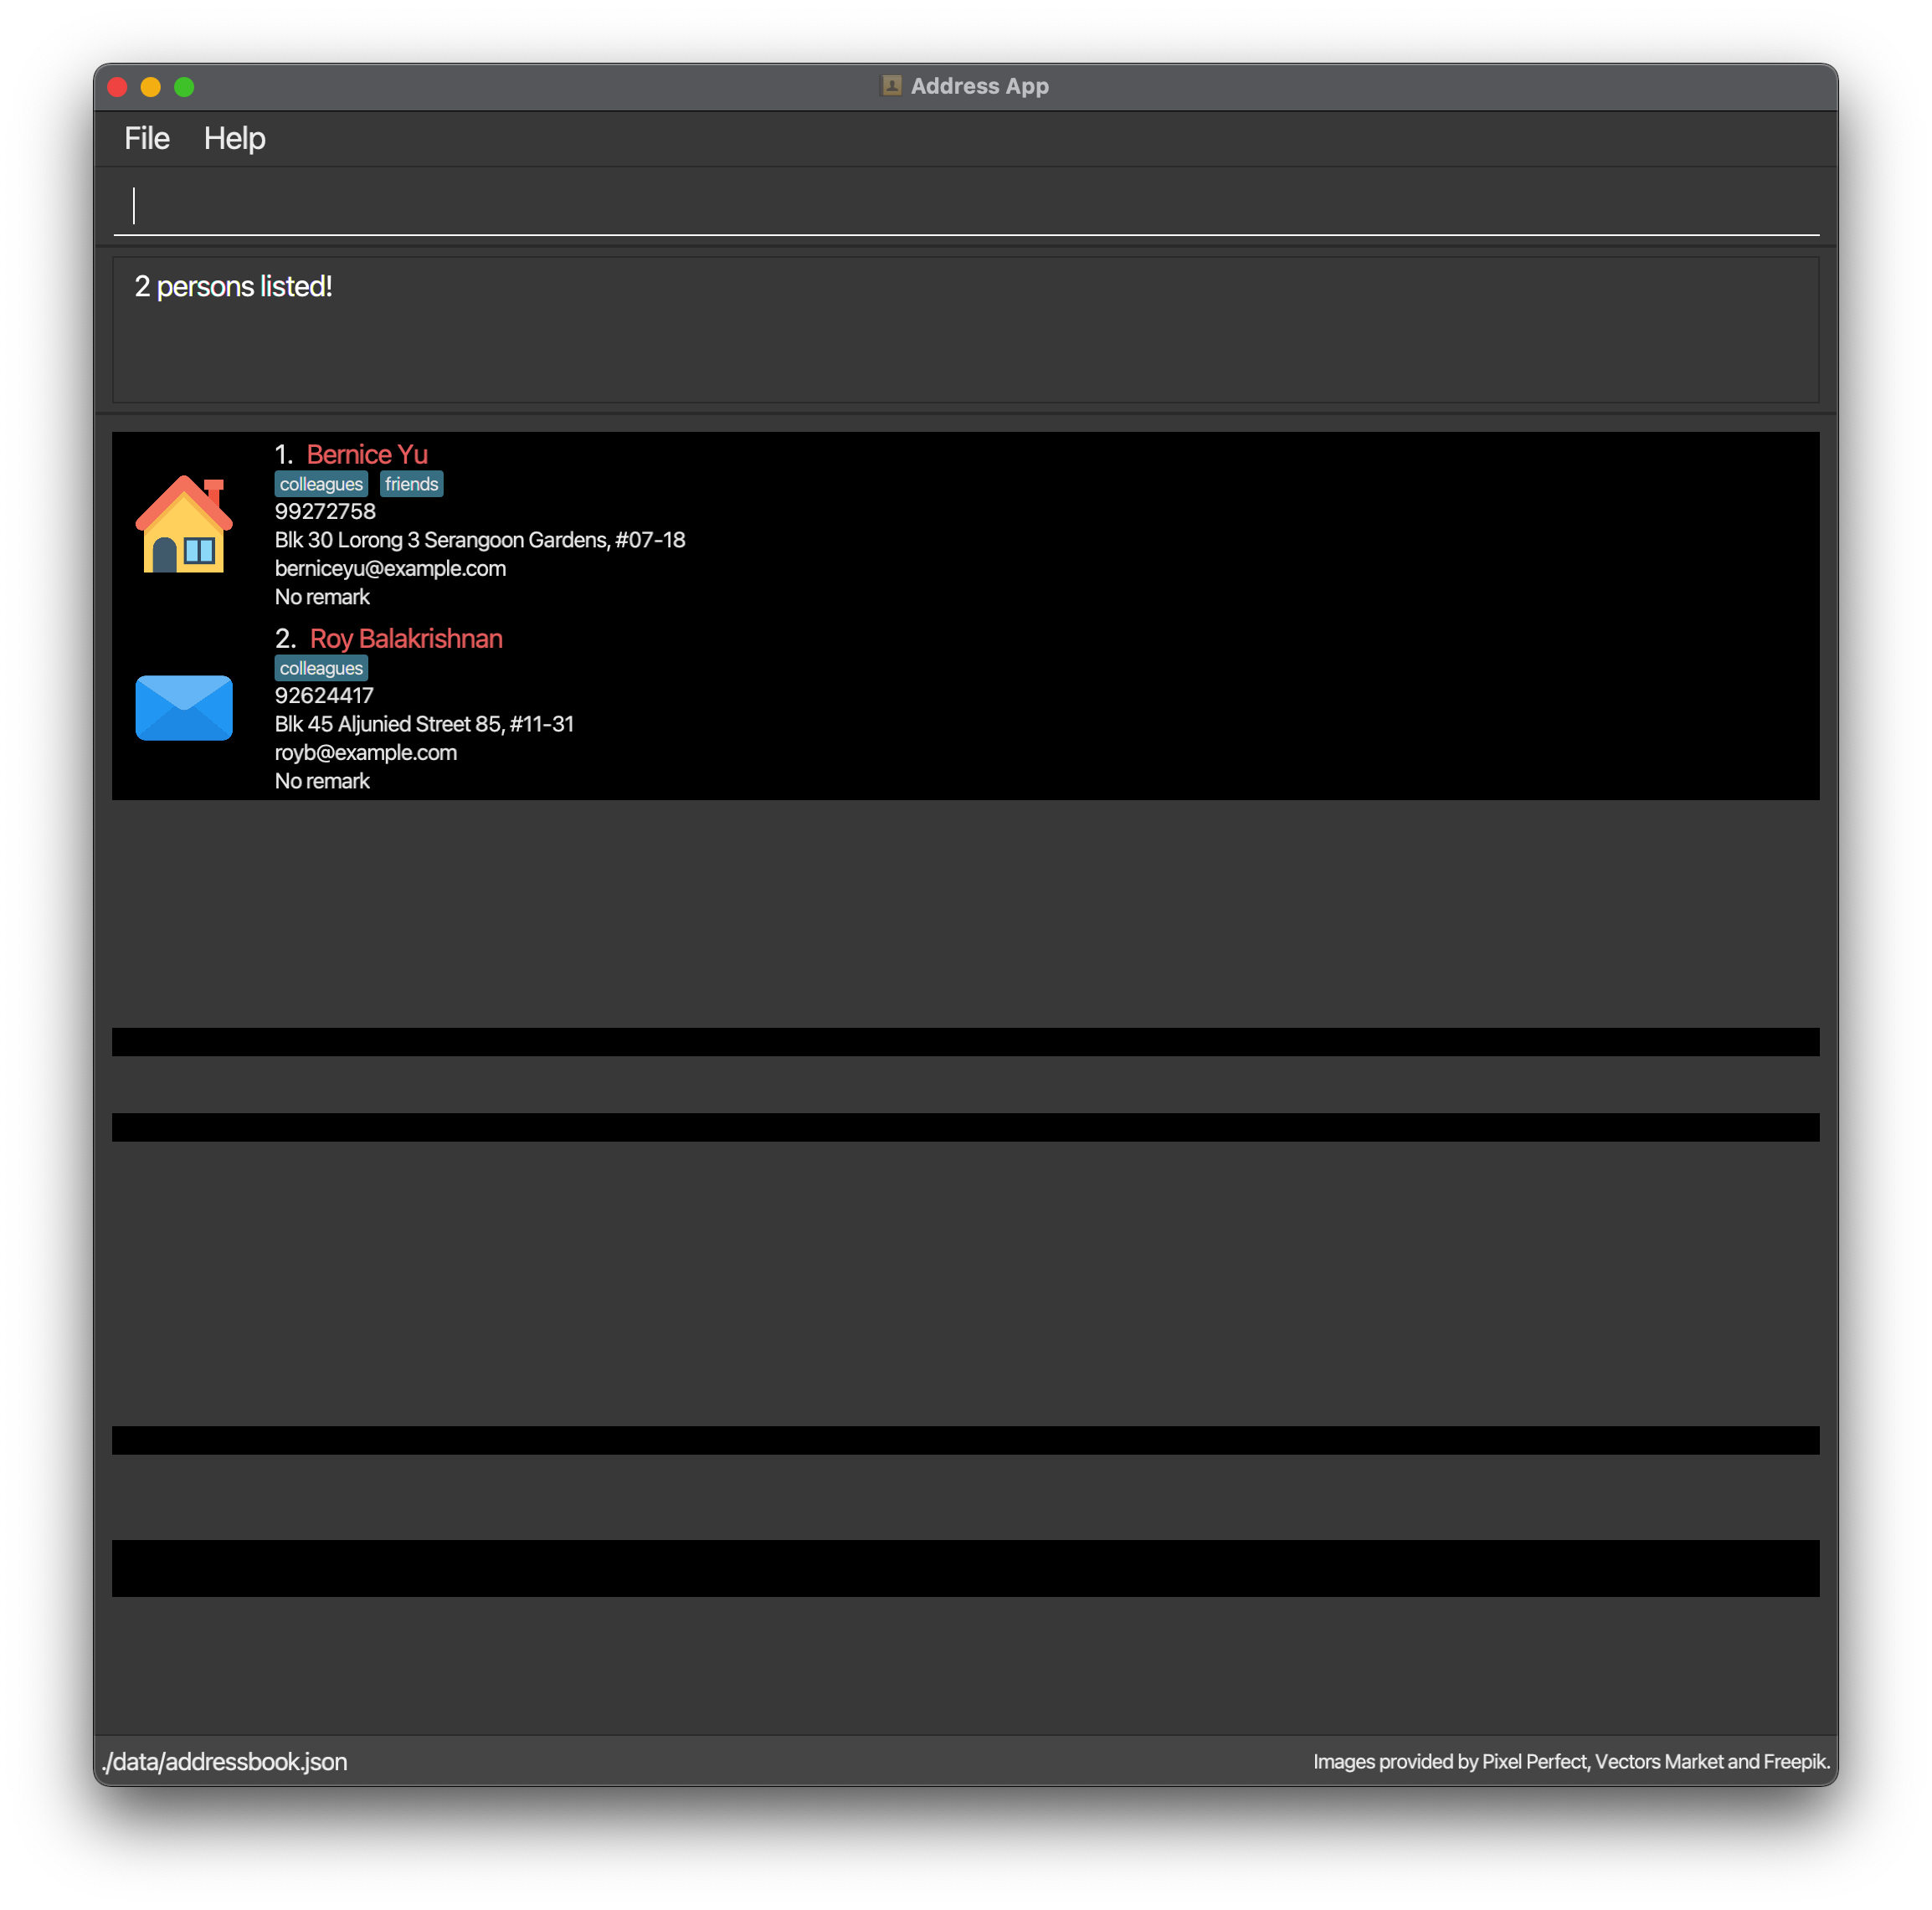 Address App
File Help
2 persons listed!
1. Bernice Yu
colleagues friends
99272758
Blk 30 Lorong 3 Serangoon Gardens, #07-18
berniceyu@example.com
No remark
2. Roy Balakrishnan
colleagues
92624417
Blk 45 Aljunied Street 85, #11-31
royb@example.com
No remark
./data/addressbook.json
Images provided by Pixel Perfect, Vectors Market and Freepik.